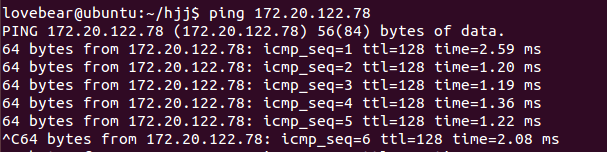 lovebear@ubuntu:~/hjj$ ping 172.20.122.78
PING 172.20.122.78 (172.20.122.78) 56(84) bytes of data.
64 bytes from 172.20.122.78: icmp_seq=1 ttl=128 time=2.59 ms
64 bytes from 172.20.122.78: icmp_seq=2 ttl=128 time=1.20 ms
64 bytes from 172.20.122.78: icmp_seq=3 ttl=128 time=1.19 ms
64 bytes from 172.20.122.78: icmp_seq=4 ttl=128 time=1.36 ms
64 bytes from 172.20.122.78: icmp_seq=5 ttl=128 time=1.22 ms
^C64 bytes from 172.20.122.78: icmp_seq=6 ttl=128 time=2.08 ms